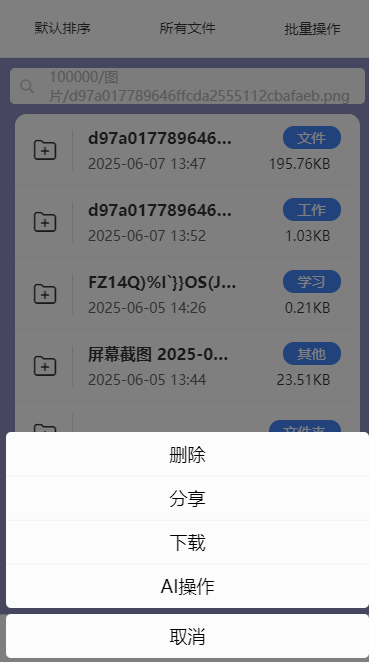 默认排序 所有文件 批量操作
100000/图
片/d97a017789646ffcda2555112cbafaeb.png
d97a017789646... 文件
2025-06-07 13:47 195.76KB
d97a017789646... 工作
2025-06-07 13:52 1.03KB
FZ14Q)%I`}}OS(J... 学习
2025-06-05 14:26 0.21KB
屏幕截图 2025-0... 其他
2025-06-05 13:44 23.51KB
文件夹
删除
分享
下载
AI操作
取消